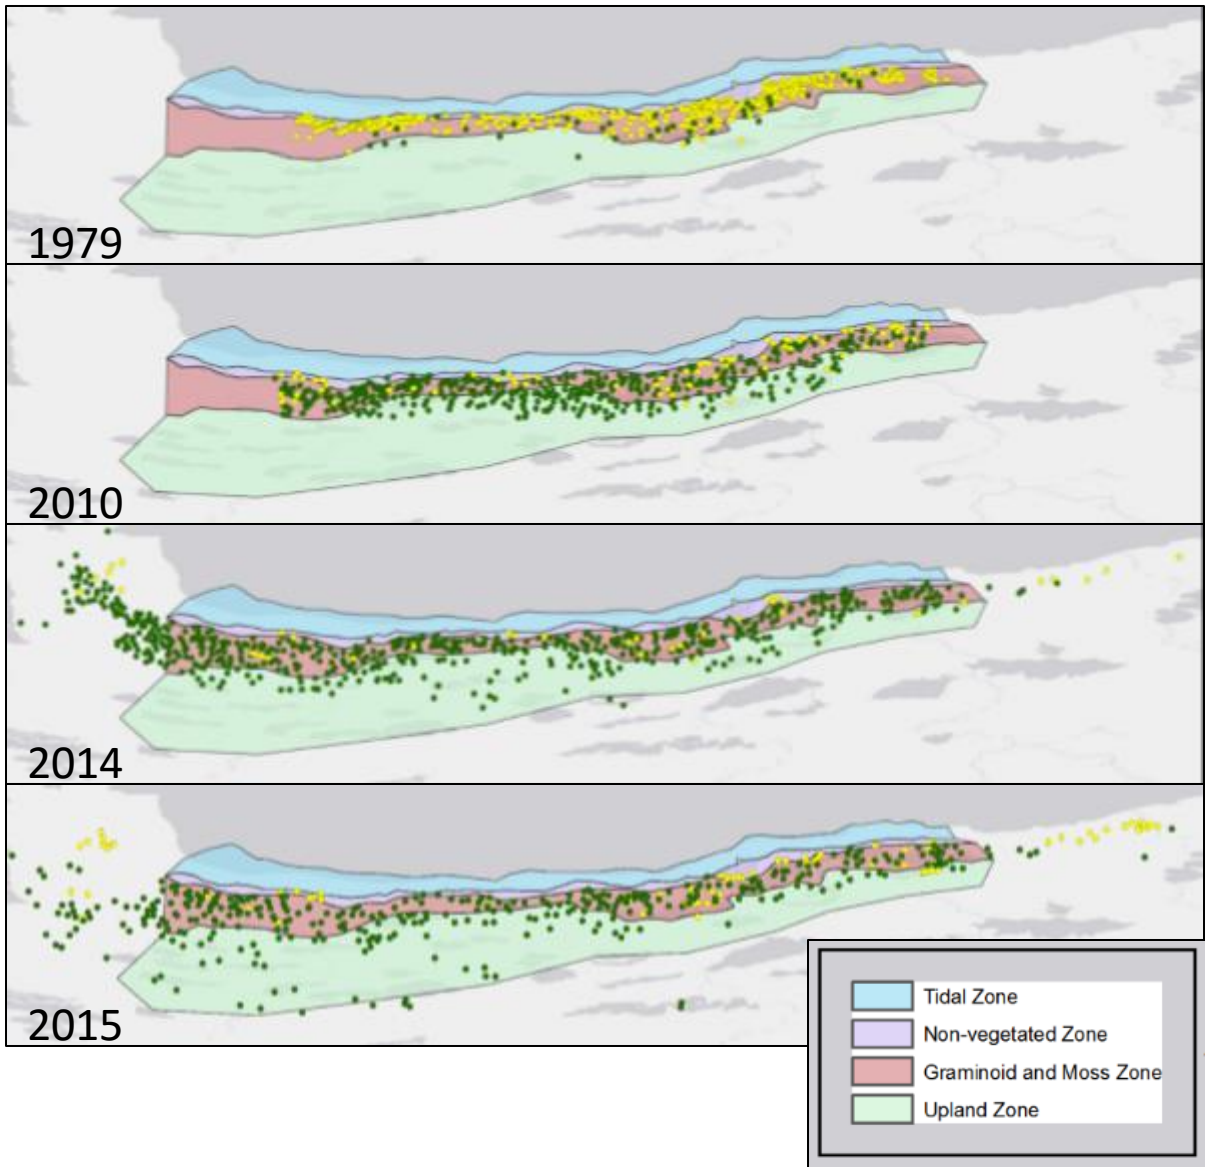 1979
2010
2014
2015
Tidal Zone
Non-vegetated Zone
Graminoid and Moss Zone
Upland Zone